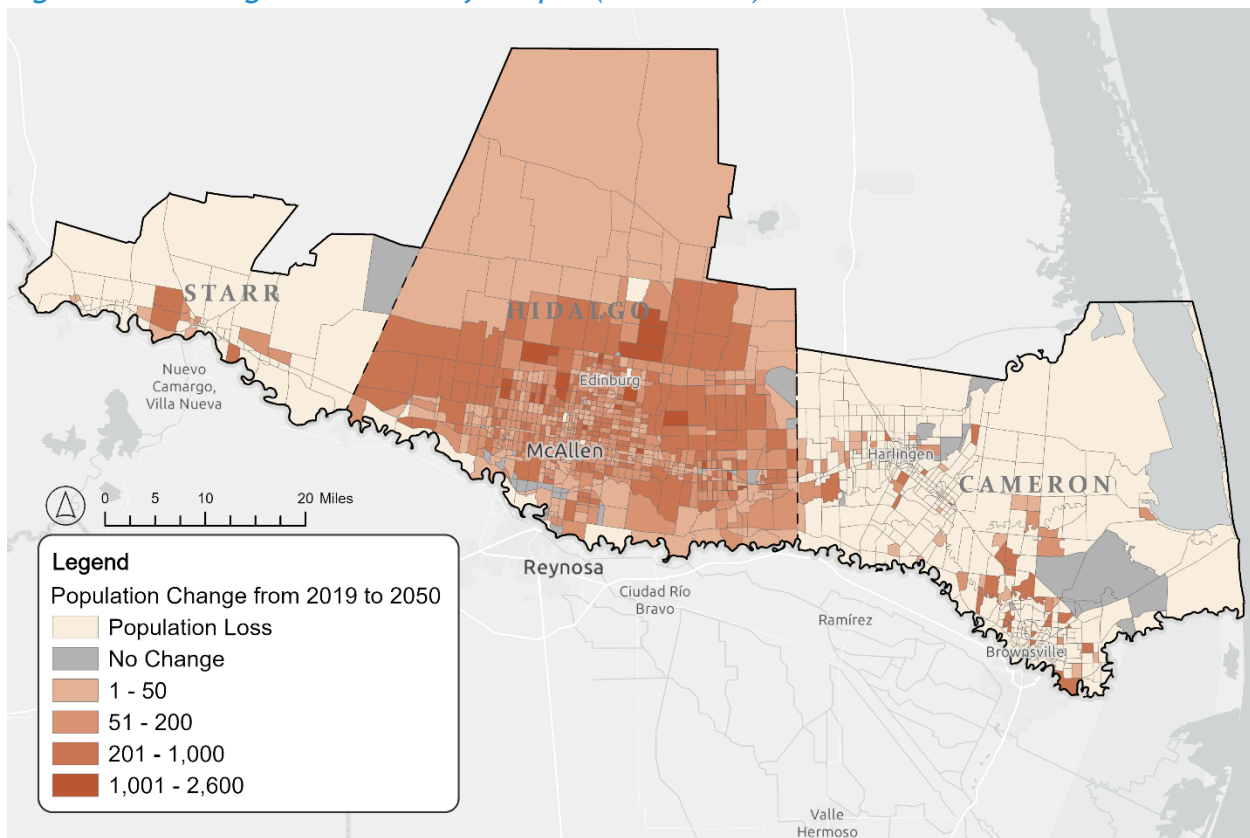 STARR
HIDALGO
Edinburg
Nuevo
Camargo,
Villa Nueva
McAllen
Harlingen
CAMERON
0 5 10 20 Miles
Reynosa
Ciudad Río
Bravo
Ramírez
Brownsville
Valle
Hermoso
Legend
Population Change from 2019 to 2050
Population Loss
No Change
1 - 50
51 - 200
201 - 1,000
1,001 - 2,600